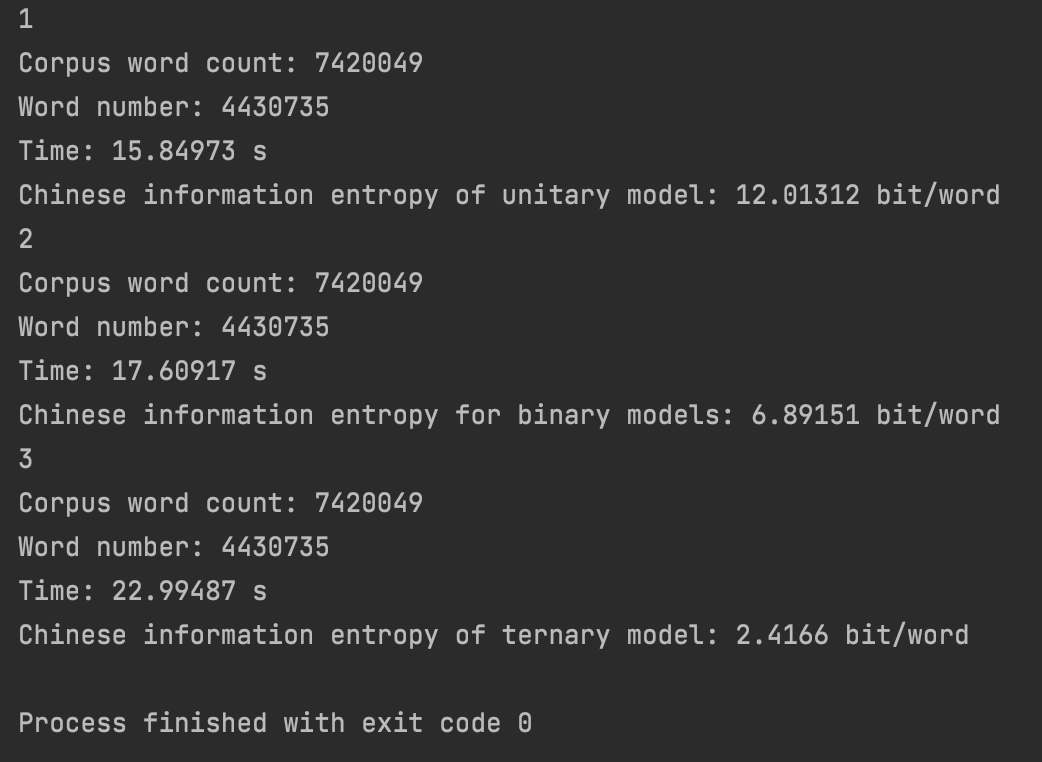 1
Corpus word count: 7420049
Word number: 4430735
Time: 15.84973 s
Chinese information entropy of unitary model: 12.01312 bit/word
2
Corpus word count: 7420049
Word number: 4430735
Time: 17.60917 s
Chinese information entropy for binary models: 6.89151 bit/word
3
Corpus word count: 7420049
Word number: 4430735
Time: 22.99487 s
Chinese information entropy of ternary model: 2.4166 bit/word
Process finished with exit code 0